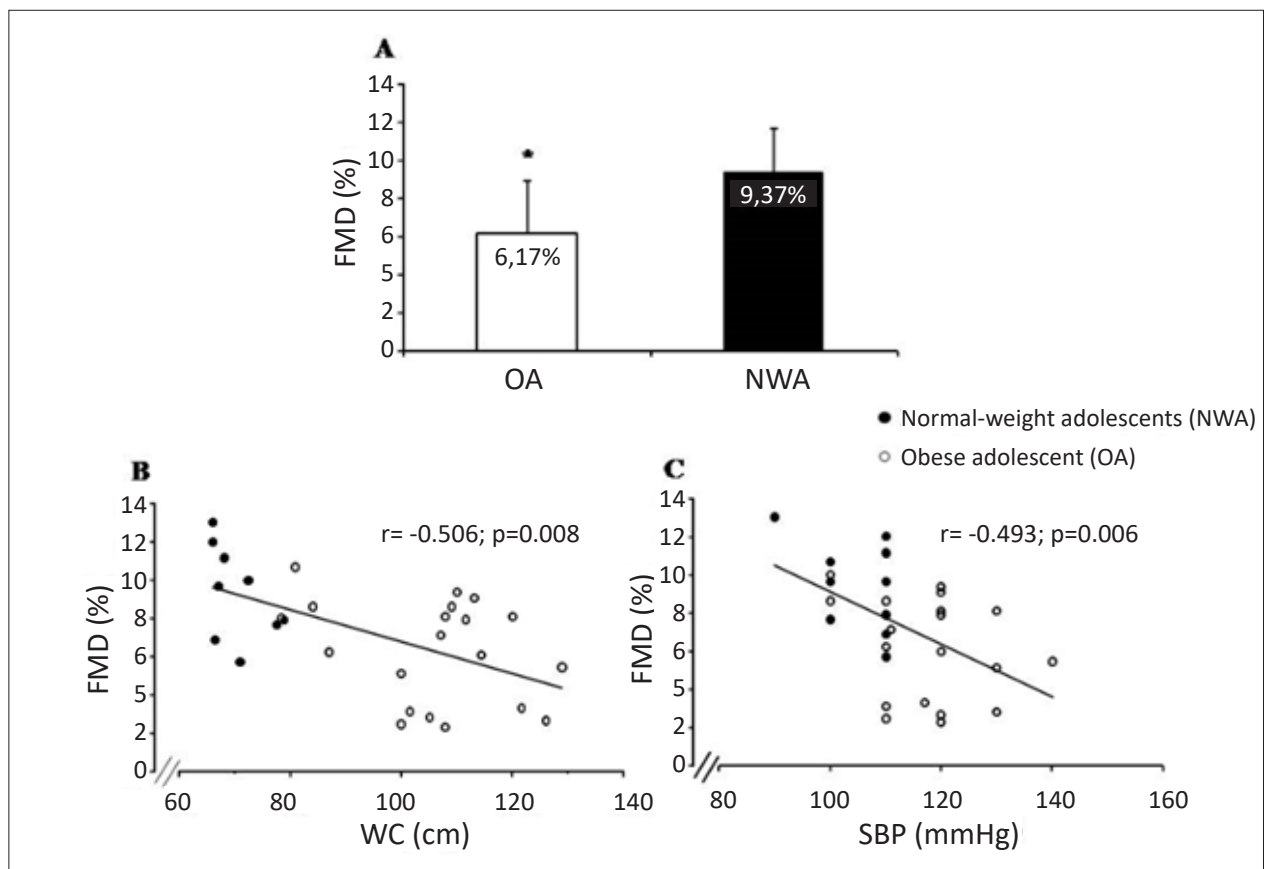 A
14
12
10
8
6
5
2
0
FMD (%)
*
6,17%
9,37%
OA
NWA
Normal-weight adolescents (NWA)
Obese adolescent (OA)
B
14
12
10
8
6
5
2
0
FMD (%)
r= -0.506; p=0.008
60 80 100 120 140
WC (cm)
C
14
12
10
8
6
5
2
0
FMD (%)
r= -0.493; p=0.006
80 100 120 140 160
SBP (mmHg)